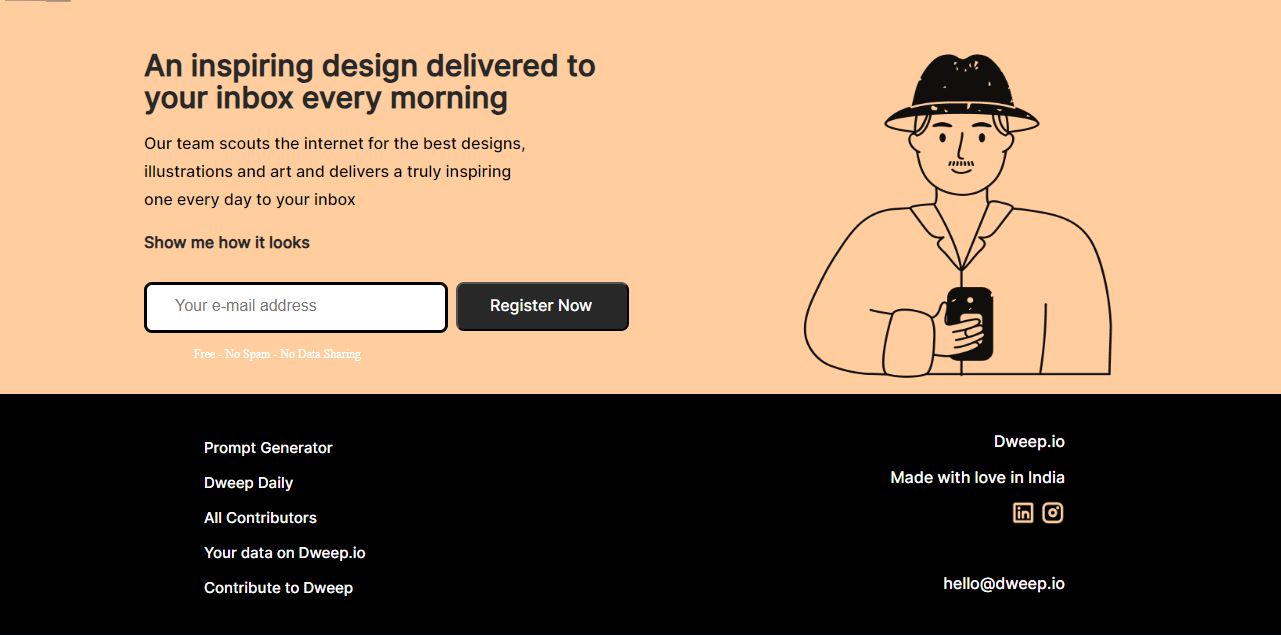 An inspiring design delivered to
your inbox every morning
Our team scouts the internet for the best designs,
illustrations and art and delivers a truly inspiring
one every day to your inbox
Show me how it looks
Your e-mail address
Register Now
Free - No Spam - No Data Sharing
Prompt Generator
Dweep Daily
All Contributors
Your data on Dweep.io
Contribute to Dweep
Dweep.io
Made with love in India
in
hello@dweep.io